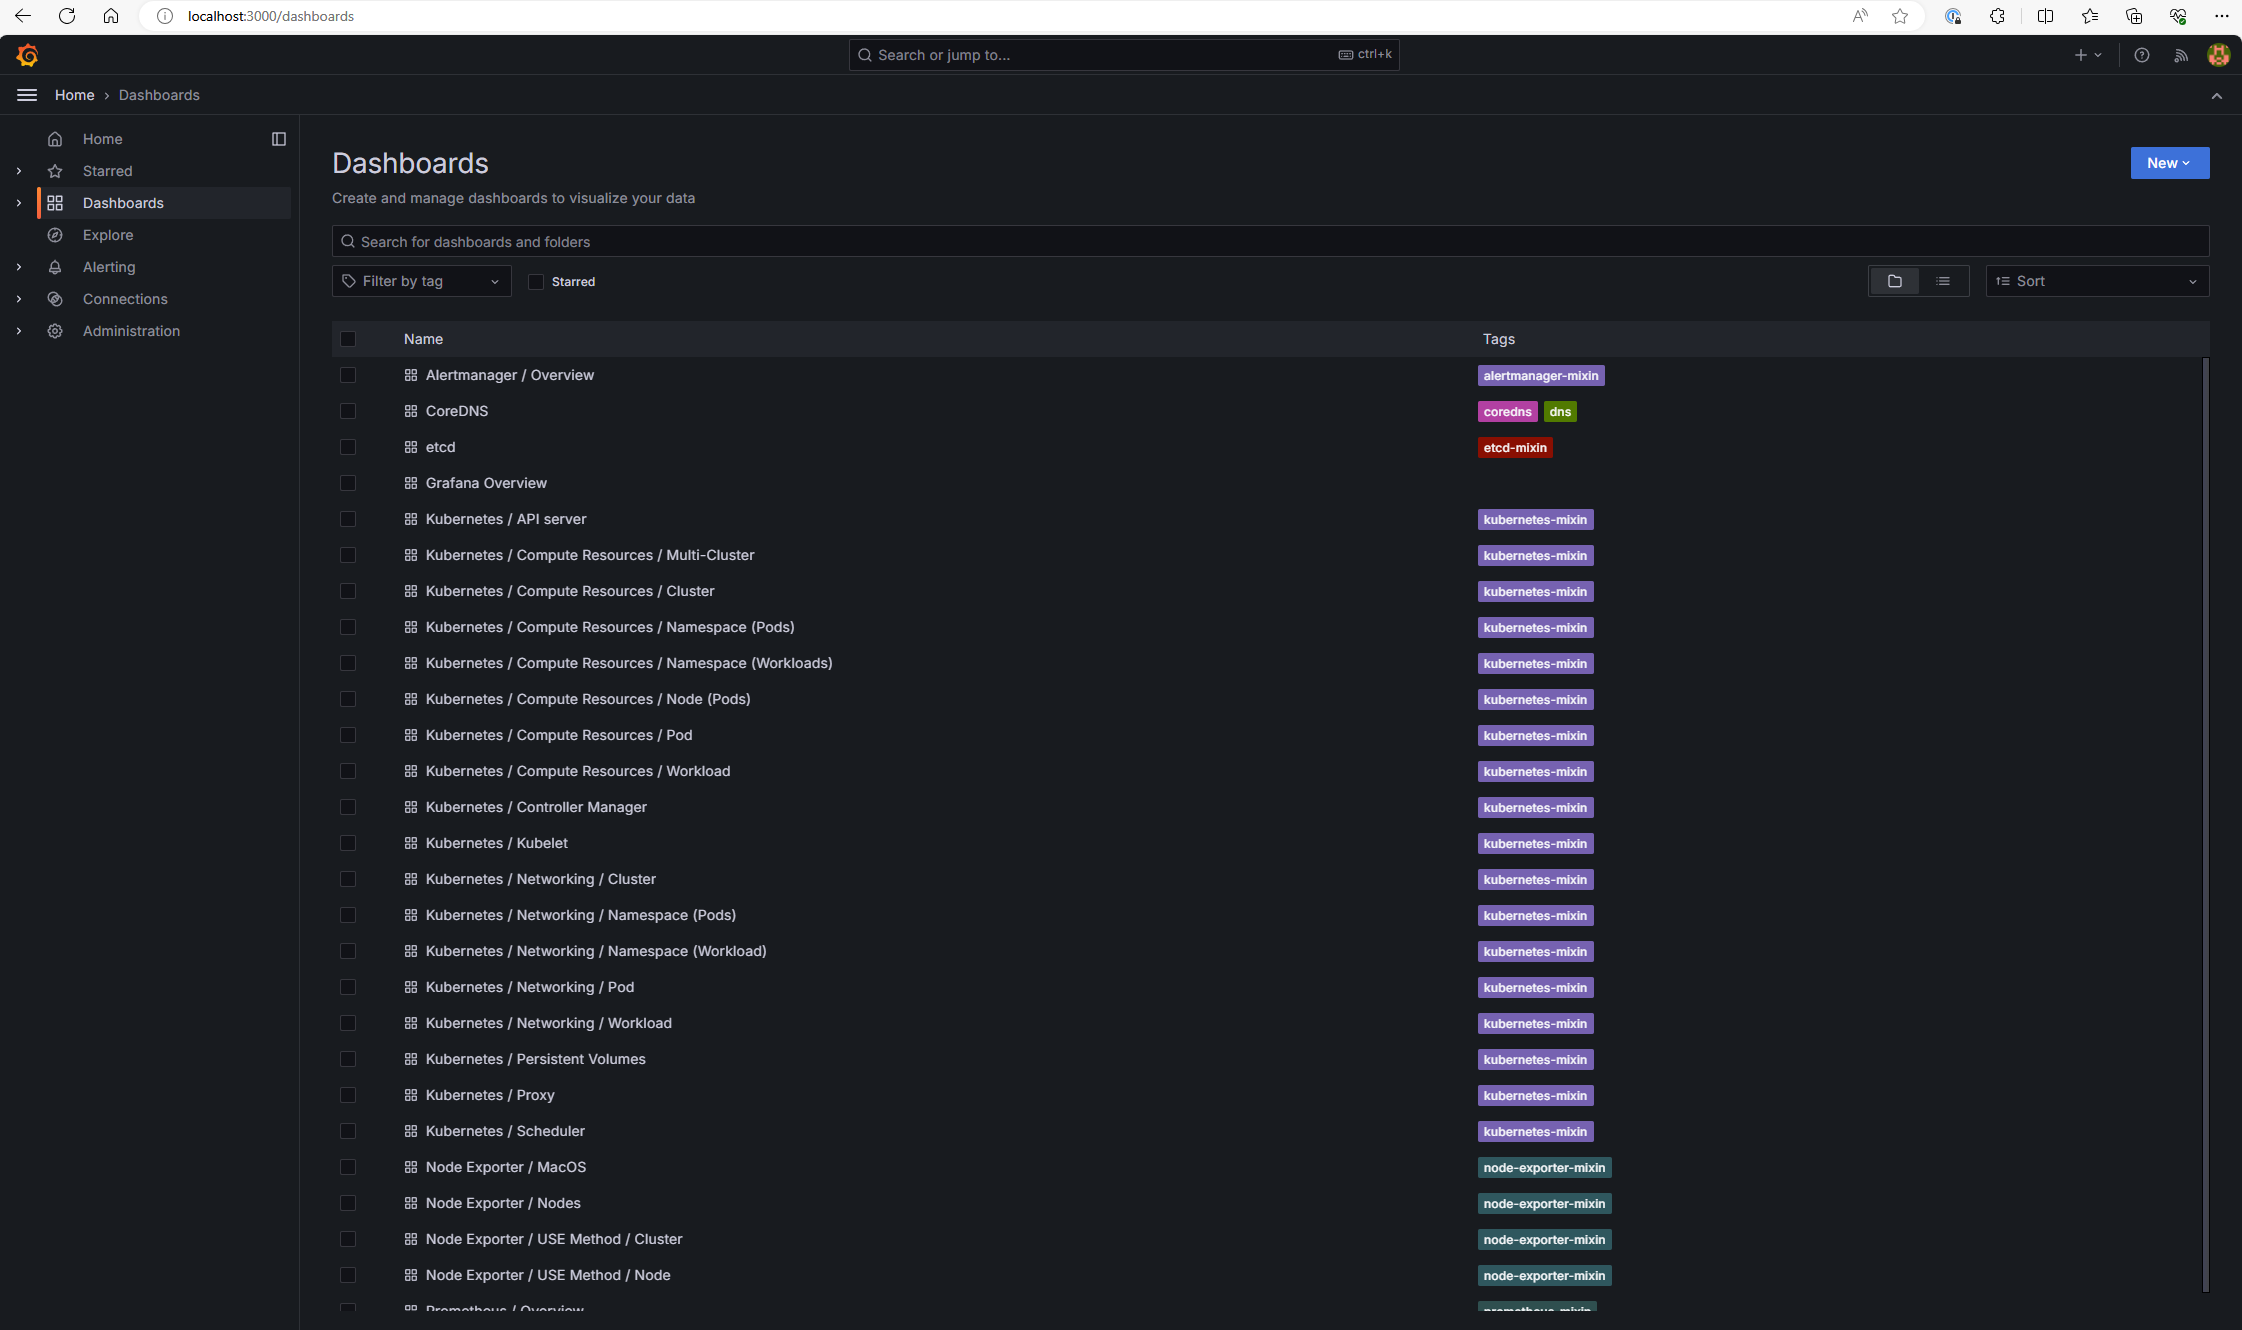 localhost:3000/dashboards
Search or jump to...
ctrl+k
Home › Dashboards
Home
Starred
Dashboards
Explore
Alerting
Connections
Administration
Dashboards
New
Create and manage dashboards to visualize your data
Search for dashboards and folders
Filter by tag
Starred
Sort
Name Tags
Alertmanager / Overview alertmanager-mixin
CoreDNS coredns dns
etcd etcd-mixin
Grafana Overview
Kubernetes / API server kubernetes-mixin
Kubernetes / Compute Resources / Multi-Cluster kubernetes-mixin
Kubernetes / Compute Resources / Cluster kubernetes-mixin
Kubernetes / Compute Resources / Namespace (Pods) kubernetes-mixin
Kubernetes / Compute Resources / Namespace (Workloads) kubernetes-mixin
Kubernetes / Compute Resources / Node (Pods) kubernetes-mixin
Kubernetes / Compute Resources / Pod kubernetes-mixin
Kubernetes / Compute Resources / Workload kubernetes-mixin
Kubernetes / Controller Manager kubernetes-mixin
Kubernetes / Kubelet kubernetes-mixin
Kubernetes / Networking / Cluster kubernetes-mixin
Kubernetes / Networking / Namespace (Pods) kubernetes-mixin
Kubernetes / Networking / Namespace (Workload) kubernetes-mixin
Kubernetes / Networking / Pod kubernetes-mixin
Kubernetes / Networking / Workload kubernetes-mixin
Kubernetes / Persistent Volumes kubernetes-mixin
Kubernetes / Proxy kubernetes-mixin
Kubernetes / Scheduler kubernetes-mixin
Node Exporter / MacOS node-exporter-mixin
Node Exporter / Nodes node-exporter-mixin
Node Exporter / USE Method / Cluster node-exporter-mixin
Node Exporter / USE Method / Node node-exporter-mixin
Prometheus / Overview prometheus-mixin